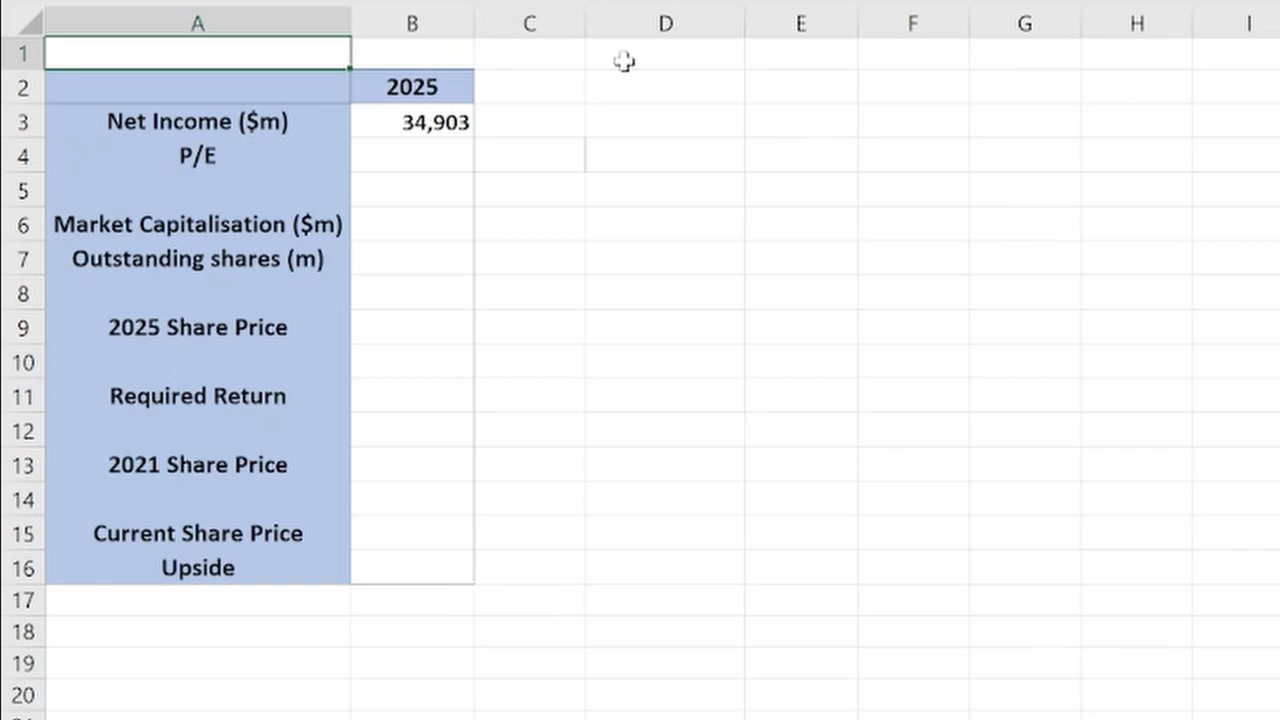 A B C D E F G H I
1
2 2025
3 Net Income ($m) 34,903
4 P/E
5
6 Market Capitalisation ($m)
7 Outstanding shares (m)
8
9 2025 Share Price
10
11 Required Return
12
13 2021 Share Price
14
15 Current Share Price
16 Upside
17
18
19
20